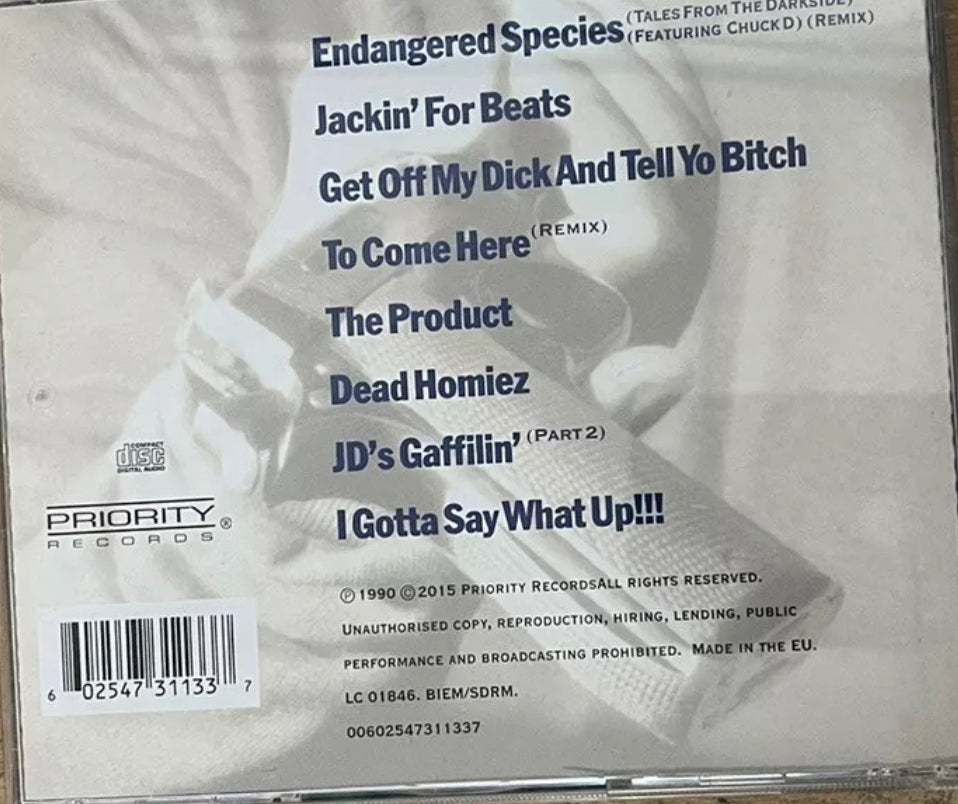 Endangered Species (TALES FROM THE DARKSIDE)
(FEATURING CHUCK D) (REMIX)
Jackin' For Beats
Get Off My Dick And Tell Yo Bitch
To Come Here (REMIX)
The Product
Dead Homiez
JD's Gaffilin' (PART 2)
I Gotta Say What Up!!!
COMPACT
disc
DIGITAL AUDIO
PRIORITY®
RECORDS
℗ 1990 © 2015 PRIORITY RECORDSALL RIGHTS RESERVED.
UNAUTHORISED COPY, REPRODUCTION, HIRING, LENDING, PUBLIC
PERFORMANCE AND BROADCASTING PROHIBITED. MADE IN THE EU.
LC 01846. BIEM/SDRM.
00602547311337
6 02547 31133 7